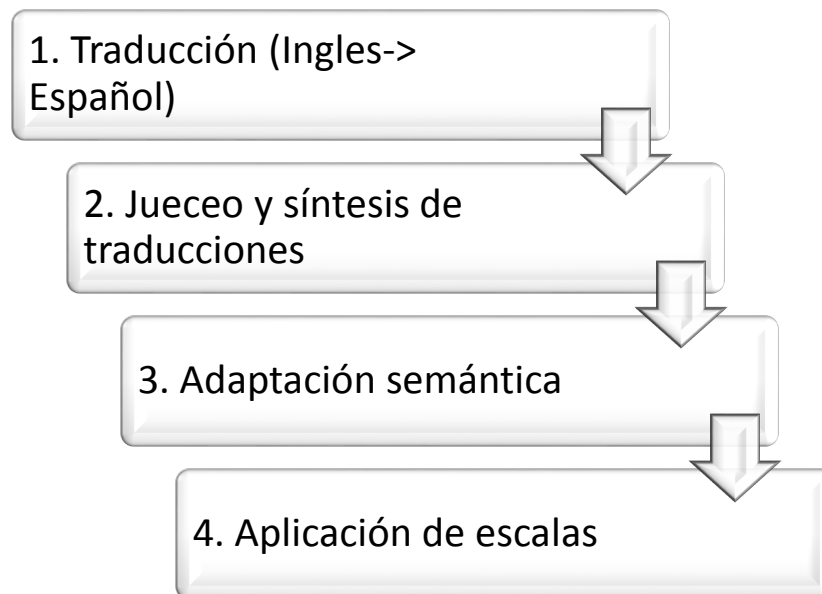 1. Traducción (Ingles->
Español)
2. Jueceo y síntesis de
traducciones
3. Adaptación semántica
4. Aplicación de escalas